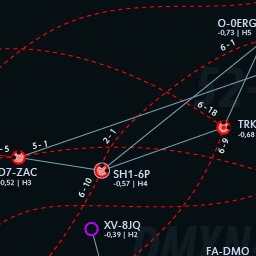 O-0ERG
-0,73 | H5
6 - 1
6 - 18
TRK
-0,68
6 - 9
2 - 1
5 - 1
- 5
D7-ZAC
-0,52 | H3
SH1-6P
-0,57 | H4
6 - 10
XV-8JQ
-0,39 | H2
FA-DMO